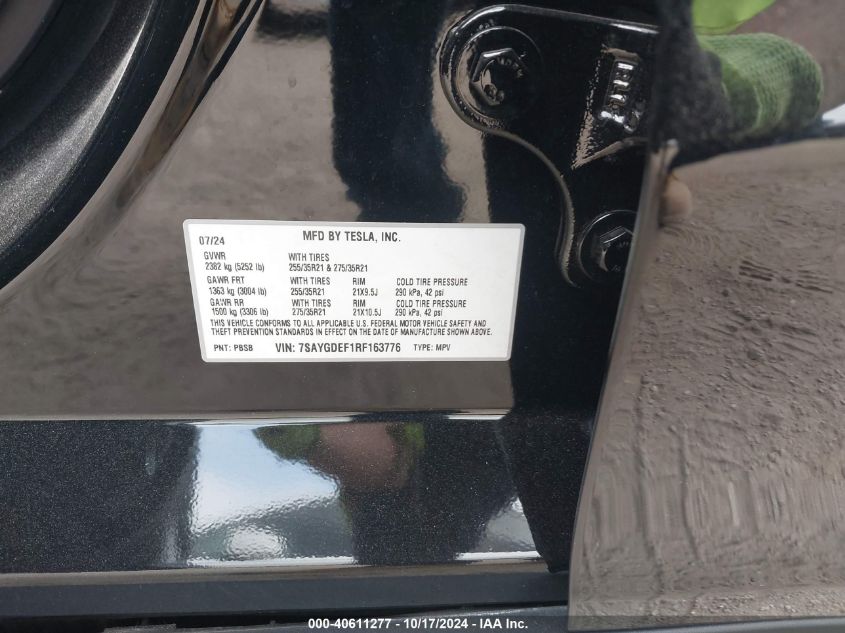 07/24 MFD BY TESLA, INC.
GVWR WITH TIRES
2382 kg (5252 lb) 255/35R21 & 275/35R21
GAWR FRT WITH TIRES RIM COLD TIRE PRESSURE
1363 kg (3004 lb) 255/35R21 21X9.5J 290 kPa, 42 psi
GAWR RR WITH TIRES RIM COLD TIRE PRESSURE
1500 kg (3306 lb) 275/35R21 21X10.5J 290 kPa, 42 psi
THIS VEHICLE CONFORMS TO ALL APPLICABLE U.S. FEDERAL MOTOR VEHICLE SAFETY AND
THEFT PREVENTION STANDARDS IN EFFECT ON THE DATE OF MANUFACTURE SHOWN ABOVE.
PNT: PBSB VIN: 7SAYGDEF1RF163776 TYPE: MPV
000-40611277 - 10/17/2024 - IAA Inc.